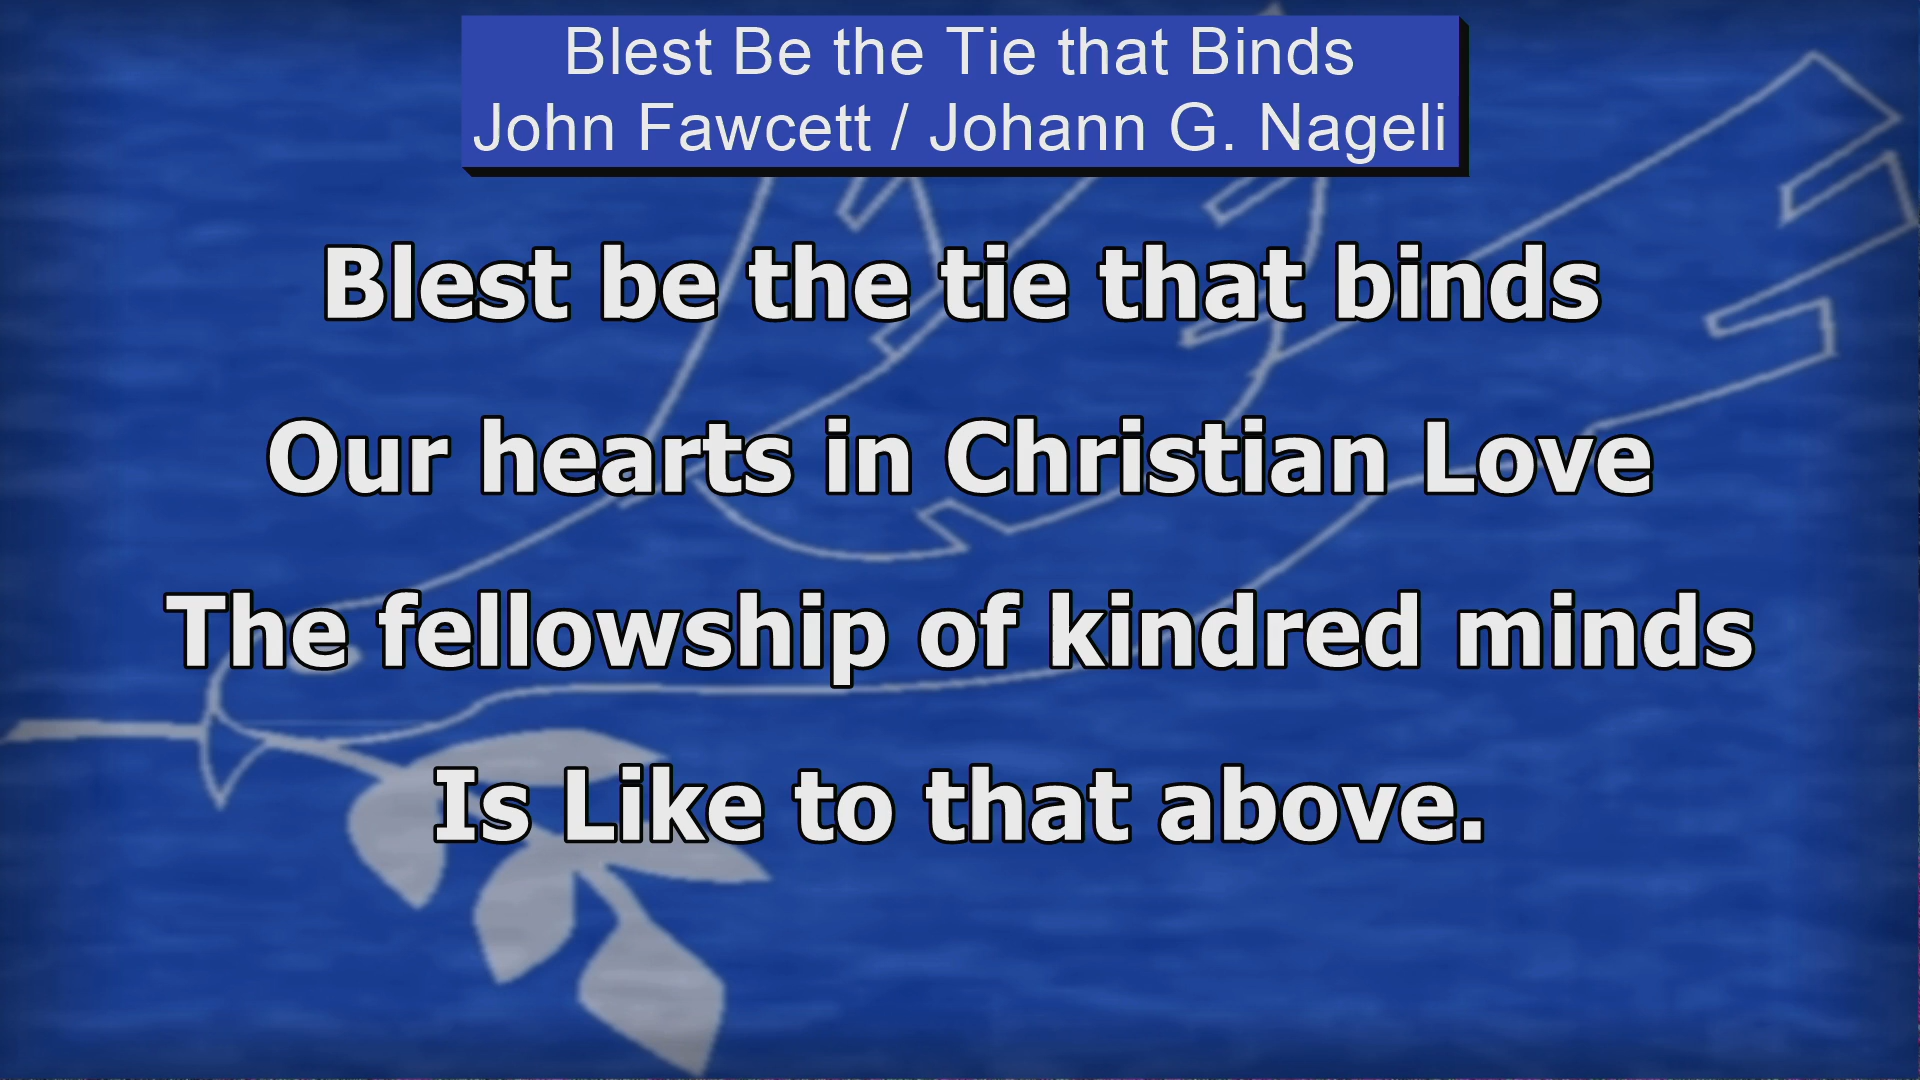 Blest Be the Tie that Binds
John Fawcett / Johann G. Nageli
Blest be the tie that binds
Our hearts in Christian Love
The fellowship of kindred minds
Is Like to that above.